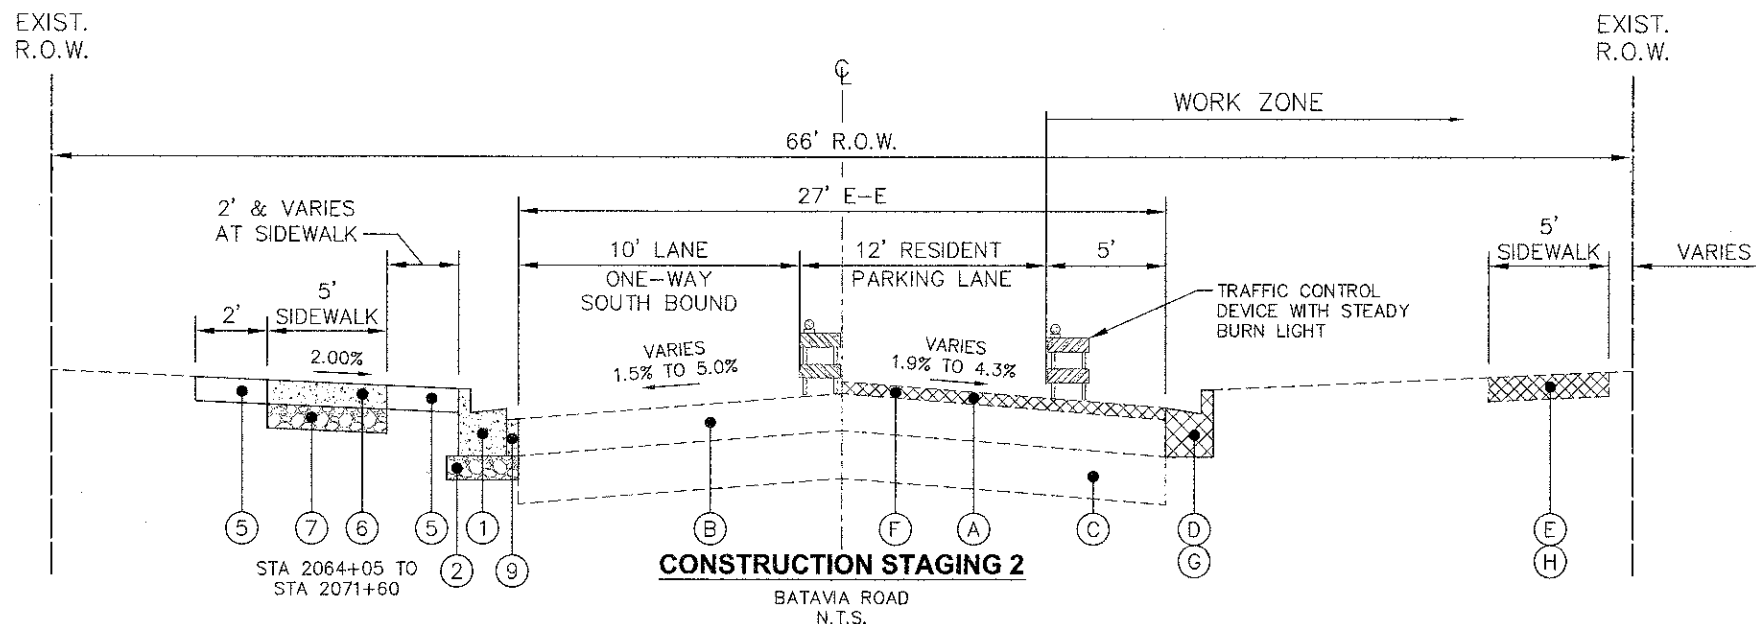 EXIST.
R.O.W.
EXIST.
R.O.W.
℄
WORK ZONE
66' R.O.W.
27' E-E
2' & VARIES
AT SIDEWALK
10' LANE
ONE-WAY
SOUTH BOUND
12' RESIDENT
PARKING LANE
5'
5'
SIDEWALK
VARIES
2'
5'
SIDEWALK
2.00%
VARIES
1.5% TO 5.0%
VARIES
1.9% TO 4.3%
TRAFFIC CONTROL
DEVICE WITH STEADY
BURN LIGHT
5
7
6
5
1
2
9
B
F
A
C
D
G
E
H
STA 2064+05 TO
STA 2071+60
CONSTRUCTION STAGING 2
BATAVIA ROAD
N.T.S.